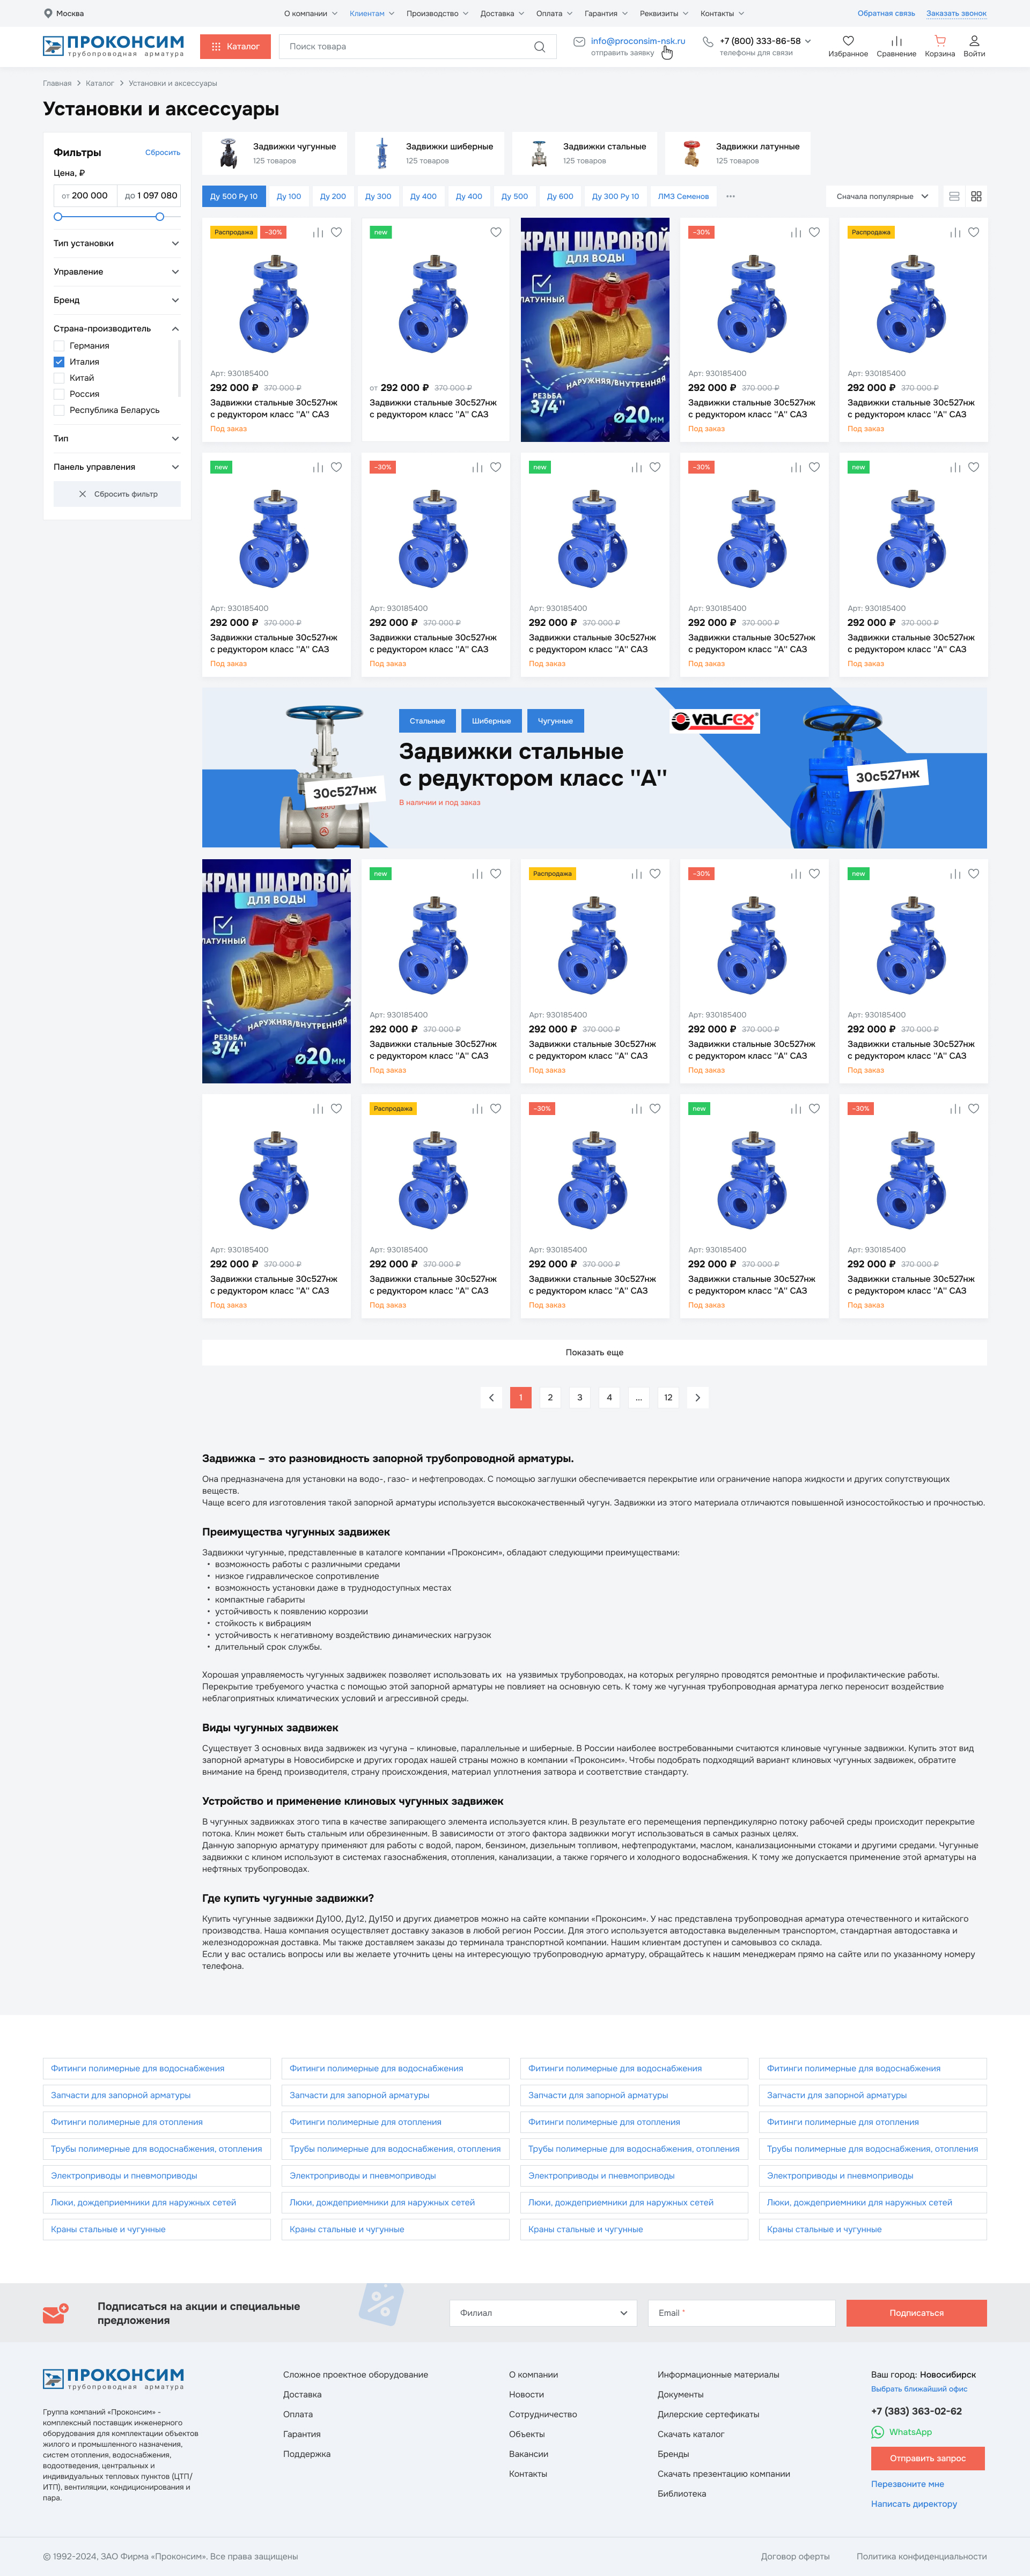 Москва
О компании
Клиентам
Производство
Доставка
Оплата
Гарантия
Реквизиты
Контакты
Обратная связь
Заказать звонок
ПРОКОНСИМ
трубопроводная арматура
Каталог
Поиск товара
info@proconsim-nsk.ru
отправить заявку
+7 (800) 333-86-58
телефоны для связи
Избранное
Сравнение
Корзина
Войти
Главная > Каталог > Установки и аксессуары
Установки и аксессуары
Фильтры
Сбросить
Цена, ₽
от 200 000
до 1 097 080
Тип установки
Управление
Бренд
Страна-производитель
Германия
Италия
Китай
Россия
Республика Беларусь
Тип
Панель управления
Сбросить фильтр
Задвижки чугунные
125 товаров
Задвижки шиберные
125 товаров
Задвижки стальные
125 товаров
Задвижки латунные
125 товаров
Ду 500 Ру 10
Ду 100
Ду 200
Ду 300
Ду 400
Ду 400
Ду 500
Ду 600
Ду 300 Ру 10
ЛМЗ Семенов
Сначала популярные
Распродажа
−30%
Арт: 930185400
292 000 ₽ 370 000 ₽
Задвижки стальные 30с527нж
с редуктором класс "А" САЗ
Под заказ
new
от 292 000 ₽ 370 000 ₽
Задвижки стальные 30с527нж
с редуктором класс "А" САЗ
КРАН ШАРОВОЙ
ДЛЯ ВОДЫ
ЛАТУННЫЙ
НАРУЖНЯЯ/ВНУТРЕННЯЯ
РЕЗЬБА
3/4"
⌀20мм
−30%
Арт: 930185400
292 000 ₽ 370 000 ₽
Задвижки стальные 30с527нж
с редуктором класс "А" САЗ
Под заказ
Распродажа
Арт: 930185400
292 000 ₽ 370 000 ₽
Задвижки стальные 30с527нж
с редуктором класс "А" САЗ
Под заказ
new
Арт: 930185400
292 000 ₽ 370 000 ₽
Задвижки стальные 30с527нж
с редуктором класс "А" САЗ
Под заказ
−30%
Арт: 930185400
292 000 ₽ 370 000 ₽
Задвижки стальные 30с527нж
с редуктором класс "А" САЗ
Под заказ
new
Арт: 930185400
292 000 ₽ 370 000 ₽
Задвижки стальные 30с527нж
с редуктором класс "А" САЗ
Под заказ
−30%
Арт: 930185400
292 000 ₽ 370 000 ₽
Задвижки стальные 30с527нж
с редуктором класс "А" САЗ
Под заказ
new
Арт: 930185400
292 000 ₽ 370 000 ₽
Задвижки стальные 30с527нж
с редуктором класс "А" САЗ
Под заказ
30с527нж
Стальные
Шиберные
Чугунные
Задвижки стальные
с редуктором класс "А"
В наличии и под заказ
VALFEX
30с527нж
КРАН ШАРОВОЙ
ДЛЯ ВОДЫ
ЛАТУННЫЙ
НАРУЖНЯЯ/ВНУТРЕННЯЯ
РЕЗЬБА
3/4"
⌀20мм
new
Арт: 930185400
292 000 ₽ 370 000 ₽
Задвижки стальные 30с527нж
с редуктором класс "А" САЗ
Под заказ
Распродажа
Арт: 930185400
292 000 ₽ 370 000 ₽
Задвижки стальные 30с527нж
с редуктором класс "А" САЗ
Под заказ
−30%
Арт: 930185400
292 000 ₽ 370 000 ₽
Задвижки стальные 30с527нж
с редуктором класс "А" САЗ
Под заказ
new
Арт: 930185400
292 000 ₽ 370 000 ₽
Задвижки стальные 30с527нж
с редуктором класс "А" САЗ
Под заказ
Арт: 930185400
292 000 ₽ 370 000 ₽
Задвижки стальные 30с527нж
с редуктором класс "А" САЗ
Под заказ
Распродажа
Арт: 930185400
292 000 ₽ 370 000 ₽
Задвижки стальные 30с527нж
с редуктором класс "А" САЗ
Под заказ
−30%
Арт: 930185400
292 000 ₽ 370 000 ₽
Задвижки стальные 30с527нж
с редуктором класс "А" САЗ
Под заказ
new
Арт: 930185400
292 000 ₽ 370 000 ₽
Задвижки стальные 30с527нж
с редуктором класс "А" САЗ
Под заказ
−30%
Арт: 930185400
292 000 ₽ 370 000 ₽
Задвижки стальные 30с527нж
с редуктором класс "А" САЗ
Под заказ
Показать еще
1 2 3 4 ... 12
Задвижка – это разновидность запорной трубопроводной арматуры.
Она предназначена для установки на водо-, газо- и нефтепроводах. С помощью заглушки обеспечивается перекрытие или ограничение напора жидкости и других сопутствующих
веществ.
Чаще всего для изготовления такой запорной арматуры используется высококачественный чугун. Задвижки из этого материала отличаются повышенной износостойкостью и прочностью.
Преимущества чугунных задвижек
Задвижки чугунные, представленные в каталоге компании «Проконсим», обладают следующими преимуществами:
• возможность работы с различными средами
• низкое гидравлическое сопротивление
• возможность установки даже в труднодоступных местах
• компактные габариты
• устойчивость к появлению коррозии
• стойкость к вибрациям
• устойчивость к негативному воздействию динамических нагрузок
• длительный срок службы.
Хорошая управляемость чугунных задвижек позволяет использовать их на уязвимых трубопроводах, на которых регулярно проводятся ремонтные и профилактические работы.
Перекрытие требуемого участка с помощью этой запорной арматуры не повлияет на основную сеть. К тому же чугунная трубопроводная арматура легко переносит воздействие
неблагоприятных климатических условий и агрессивной среды.
Виды чугунных задвижек
Существует 3 основных вида задвижек из чугуна – клиновые, параллельные и шиберные. В России наиболее востребованными считаются клиновые чугунные задвижки. Купить этот вид
запорной арматуры в Новосибирске и других городах нашей страны можно в компании «Проконсим». Чтобы подобрать подходящий вариант клиновых чугунных задвижек, обратите
внимание на бренд производителя, страну происхождения, материал уплотнения затвора и соответствие стандарту.
Устройство и применение клиновых чугунных задвижек
В чугунных задвижках этого типа в качестве запирающего элемента используется клин. В результате его перемещения перпендикулярно потоку рабочей среды происходит перекрытие
потока. Клин может быть стальным или обрезиненным. В зависимости от этого фактора задвижки могут использоваться в самых разных целях.
Данную запорную арматуру применяют для работы с водой, паром, бензином, дизельным топливом, нефтепродуктами, маслом, канализационными стоками и другими средами. Чугунные
задвижки с клином используют в системах газоснабжения, отопления, канализации, а также горячего и холодного водоснабжения. К тому же допускается применение этой арматуры на
нефтяных трубопроводах.
Где купить чугунные задвижки?
Купить чугунные задвижки Ду100, Ду12, Ду150 и других диаметров можно на сайте компании «Проконсим». У нас представлена трубопроводная арматура отечественного и китайского
производства. Наша компания осуществляет доставку заказов в любой регион России. Для этого используется автодоставка выделенным транспортом, стандартная автодоставка и
железнодорожная доставка. Мы также доставляем заказы до терминала транспортной компании. Нашим клиентам доступен и самовывоз со склада.
Если у вас остались вопросы или вы желаете уточнить цены на интересующую трубопроводную арматуру, обращайтесь к нашим менеджерам прямо на сайте или по указанному номеру
телефона.
Фитинги полимерные для водоснабжения
Фитинги полимерные для водоснабжения
Фитинги полимерные для водоснабжения
Фитинги полимерные для водоснабжения
Запчасти для запорной арматуры
Запчасти для запорной арматуры
Запчасти для запорной арматуры
Запчасти для запорной арматуры
Фитинги полимерные для отопления
Фитинги полимерные для отопления
Фитинги полимерные для отопления
Фитинги полимерные для отопления
Трубы полимерные для водоснабжения, отопления
Трубы полимерные для водоснабжения, отопления
Трубы полимерные для водоснабжения, отопления
Трубы полимерные для водоснабжения, отопления
Электроприводы и пневмоприводы
Электроприводы и пневмоприводы
Электроприводы и пневмоприводы
Электроприводы и пневмоприводы
Люки, дождеприемники для наружных сетей
Люки, дождеприемники для наружных сетей
Люки, дождеприемники для наружных сетей
Люки, дождеприемники для наружных сетей
Краны стальные и чугунные
Краны стальные и чугунные
Краны стальные и чугунные
Краны стальные и чугунные
Подписаться на акции и специальные
предложения
Филиал
Email *
Подписаться
ПРОКОНСИМ
трубопроводная арматура
Группа компаний «Проконсим» -
комплексный поставщик инженерного
оборудования для комплектации объектов
жилого и промышленного назначения,
систем отопления, водоснабжения,
водоотведения, центральных и
индивидуальных тепловых пунктов (ЦТП/
ИТП), вентиляции, кондиционирования и
пара.
Сложное проектное оборудование
Доставка
Оплата
Гарантия
Поддержка
О компании
Новости
Сотрудничество
Объекты
Вакансии
Контакты
Информационные материалы
Документы
Дилерские сертефикаты
Скачать каталог
Бренды
Скачать презентацию компании
Библиотека
Ваш город: Новосибирск
Выбрать ближайший офис
+7 (383) 363-02-62
WhatsApp
Отправить запрос
Перезвоните мне
Написать директору
© 1992-2024, ЗАО Фирма «Проконсим». Все права защищены
Договор оферты
Политика конфиденциальности